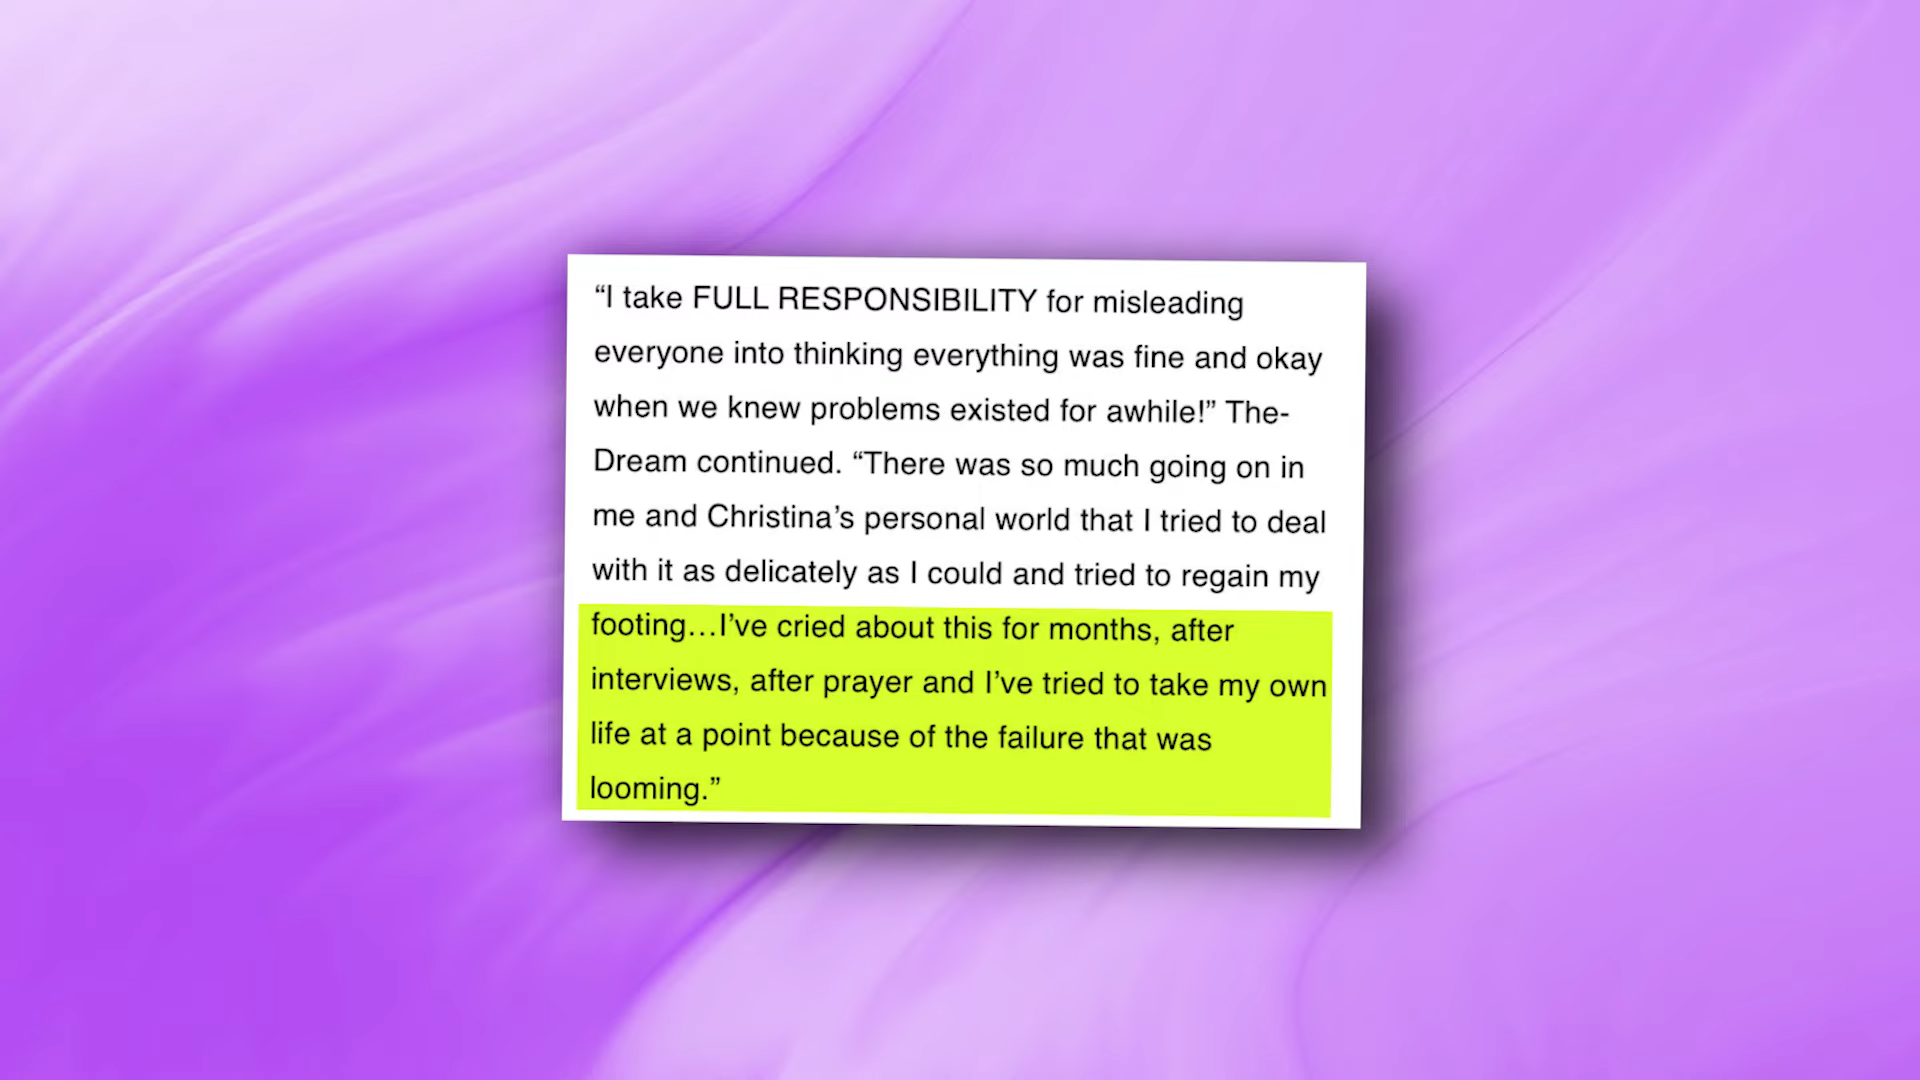 “I take FULL RESPONSIBILITY for misleading
everyone into thinking everything was fine and okay
when we knew problems existed for awhile!” The-
Dream continued. “There was so much going on in
me and Christina’s personal world that I tried to deal
with it as delicately as I could and tried to regain my
footing…I’ve cried about this for months, after
interviews, after prayer and I’ve tried to take my own
life at a point because of the failure that was
looming.”